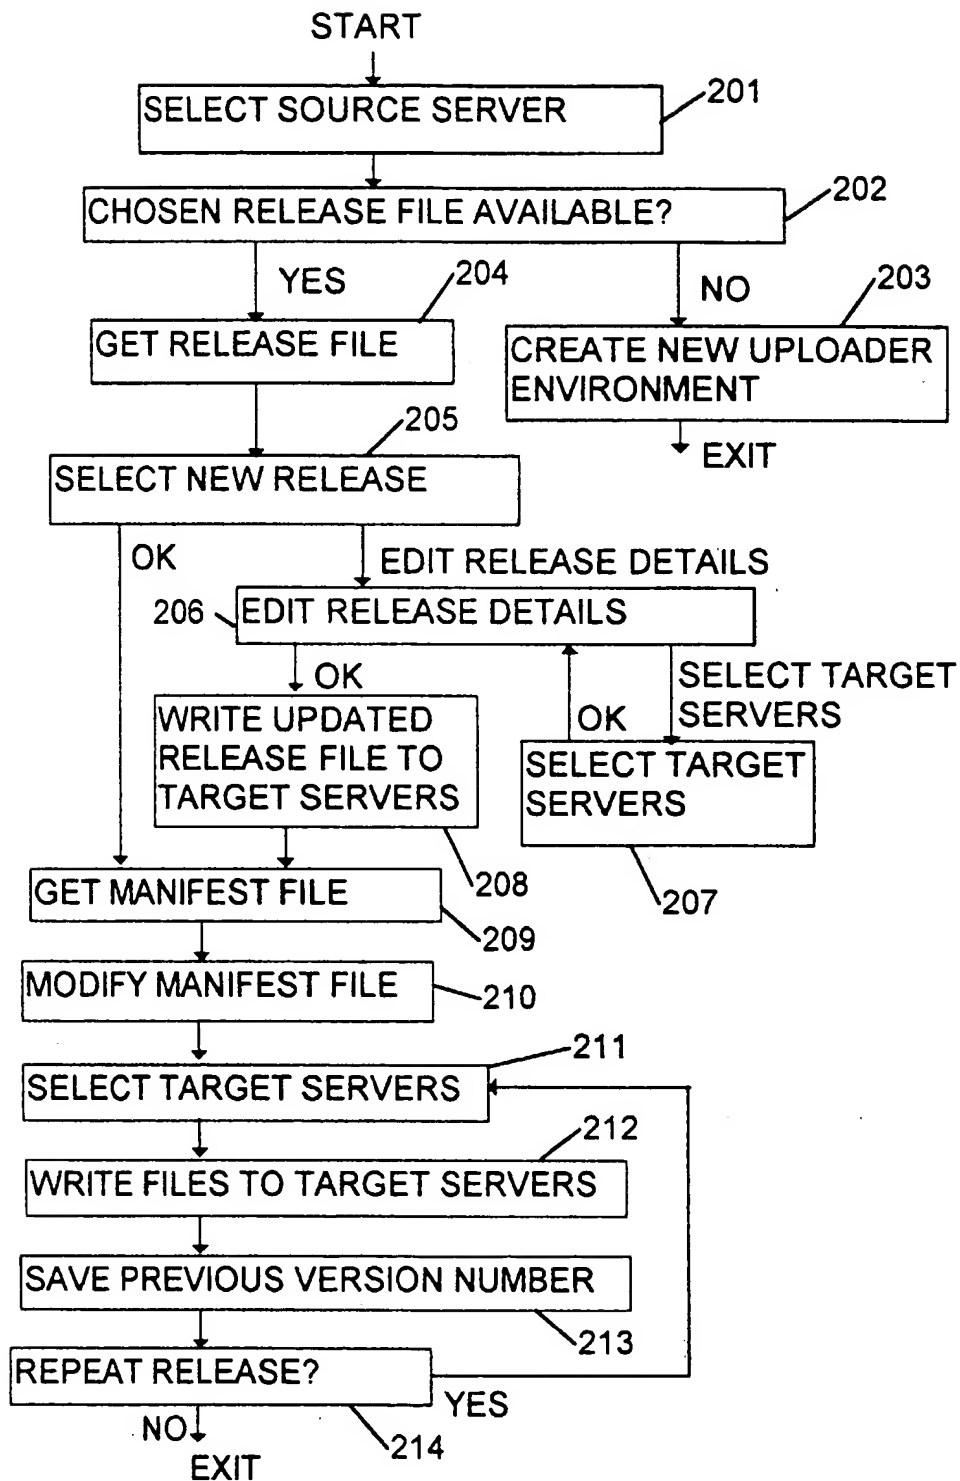 START
SELECT SOURCE SERVER
201
CHOSEN RELEASE FILE AVAILABLE?
202
YES
204
NO
203
GET RELEASE FILE
CREATE NEW UPLOADER
ENVIRONMENT
205
EXIT
SELECT NEW RELEASE
OK
EDIT RELEASE DETAILS
206
EDIT RELEASE DETAILS
OK
SELECT TARGET
SERVERS
OK
WRITE UPDATED
RELEASE FILE TO
TARGET SERVERS
SELECT TARGET
SERVERS
208
207
GET MANIFEST FILE
209
MODIFY MANIFEST FILE
210
211
SELECT TARGET SERVERS
212
WRITE FILES TO TARGET SERVERS
SAVE PREVIOUS VERSION NUMBER
213
REPEAT RELEASE?
YES
NO
214
EXIT